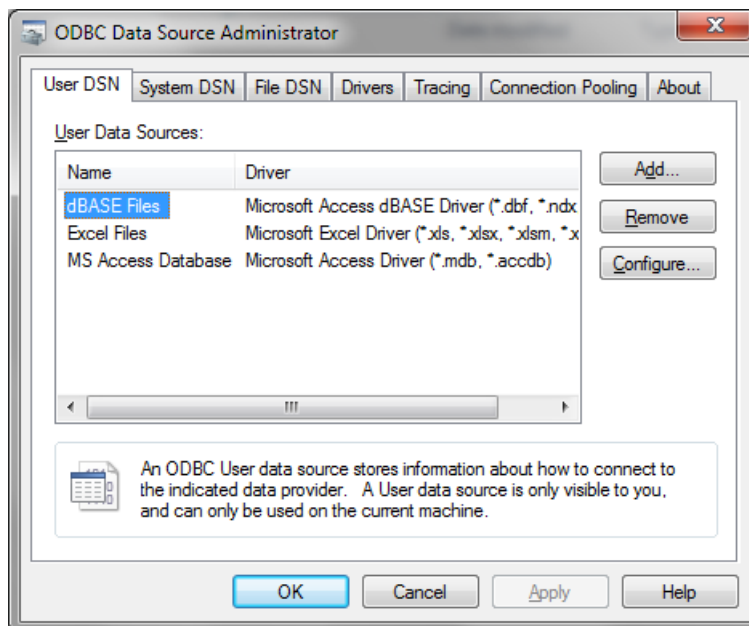 ODBC Data Source Administrator
User DSN System DSN File DSN Drivers Tracing Connection Pooling About
User Data Sources:
Name Driver
dBASE Files Microsoft Access dBASE Driver (*.dbf, *.ndx
Excel Files Microsoft Excel Driver (*.xls, *.xlsx, *.xlsm, *.x
MS Access Database Microsoft Access Driver (*.mdb, *.accdb)
Add...
Remove
Configure...
An ODBC User data source stores information about how to connect to
the indicated data provider. A User data source is only visible to you,
and can only be used on the current machine.
OK Cancel Apply Help